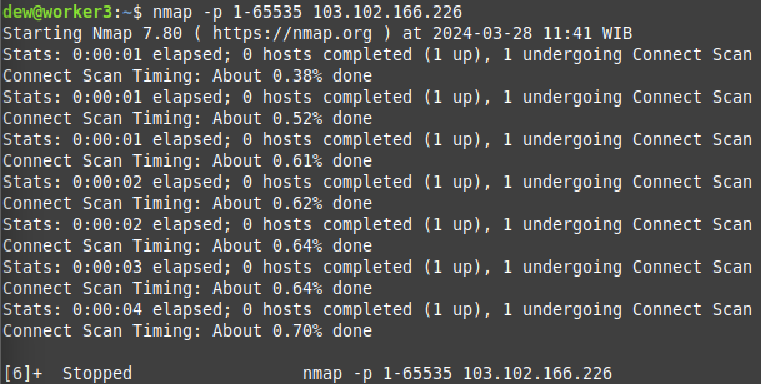 dew@worker3:~$ nmap -p 1-65535 103.102.166.226
Starting Nmap 7.80 ( https://nmap.org ) at 2024-03-28 11:41 WIB
Stats: 0:00:01 elapsed; 0 hosts completed (1 up), 1 undergoing Connect Scan
Connect Scan Timing: About 0.38% done
Stats: 0:00:01 elapsed; 0 hosts completed (1 up), 1 undergoing Connect Scan
Connect Scan Timing: About 0.52% done
Stats: 0:00:01 elapsed; 0 hosts completed (1 up), 1 undergoing Connect Scan
Connect Scan Timing: About 0.61% done
Stats: 0:00:02 elapsed; 0 hosts completed (1 up), 1 undergoing Connect Scan
Connect Scan Timing: About 0.62% done
Stats: 0:00:02 elapsed; 0 hosts completed (1 up), 1 undergoing Connect Scan
Connect Scan Timing: About 0.64% done
Stats: 0:00:03 elapsed; 0 hosts completed (1 up), 1 undergoing Connect Scan
Connect Scan Timing: About 0.64% done
Stats: 0:00:04 elapsed; 0 hosts completed (1 up), 1 undergoing Connect Scan
Connect Scan Timing: About 0.70% done
[6]+  Stopped                 nmap -p 1-65535 103.102.166.226